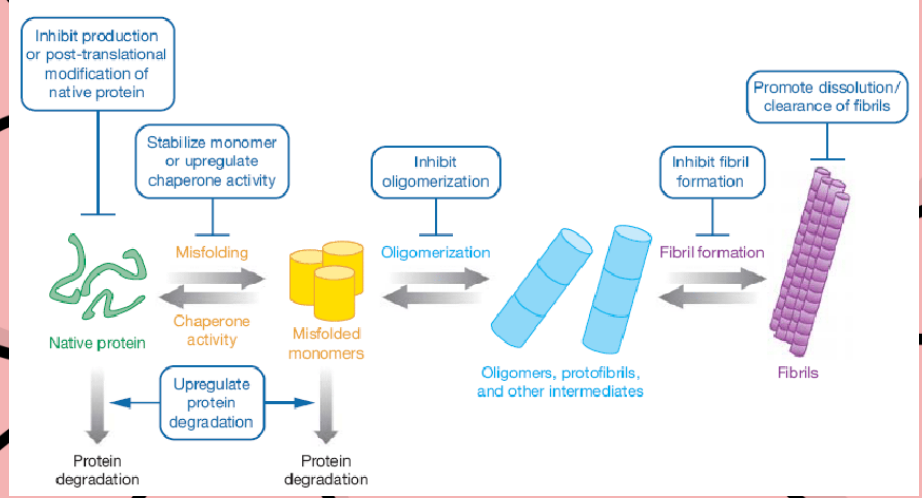 Inhibit production
or post-translational
modification of
native protein
Stabilize monomer
or upregulate
chaperone activity
Inhibit
oligomerization
Inhibit fibril
formation
Promote dissolution/
clearance of fibrils
Misfolding
Chaperone
activity
Oligomerization
Fibril formation
Native protein
Misfolded
monomers
Oligomers, protofibrils,
and other intermediates
Fibrils
Upregulate
protein
degradation
Protein
degradation
Protein
degradation